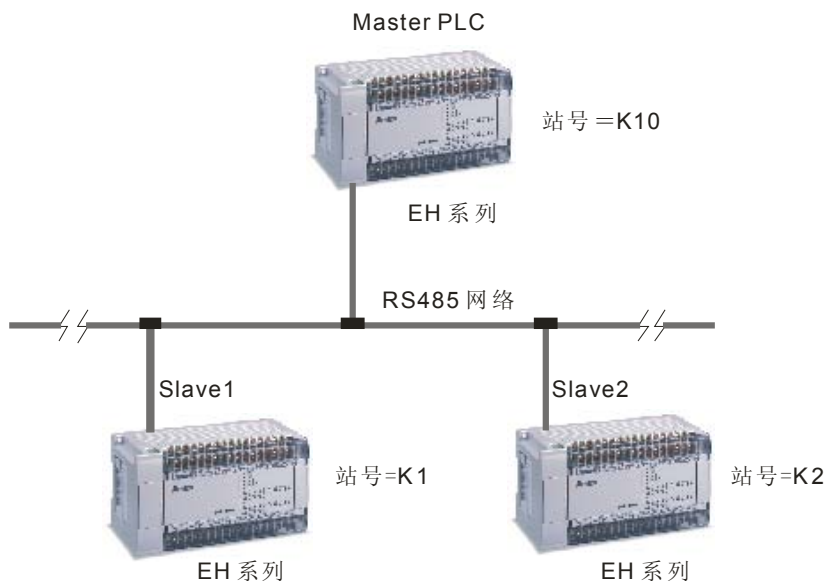 Master PLC
站号=K10
EH 系列
RS485 网络
Slave1
Slave2
站号=K1
站号=K2
EH 系列
EH 系列